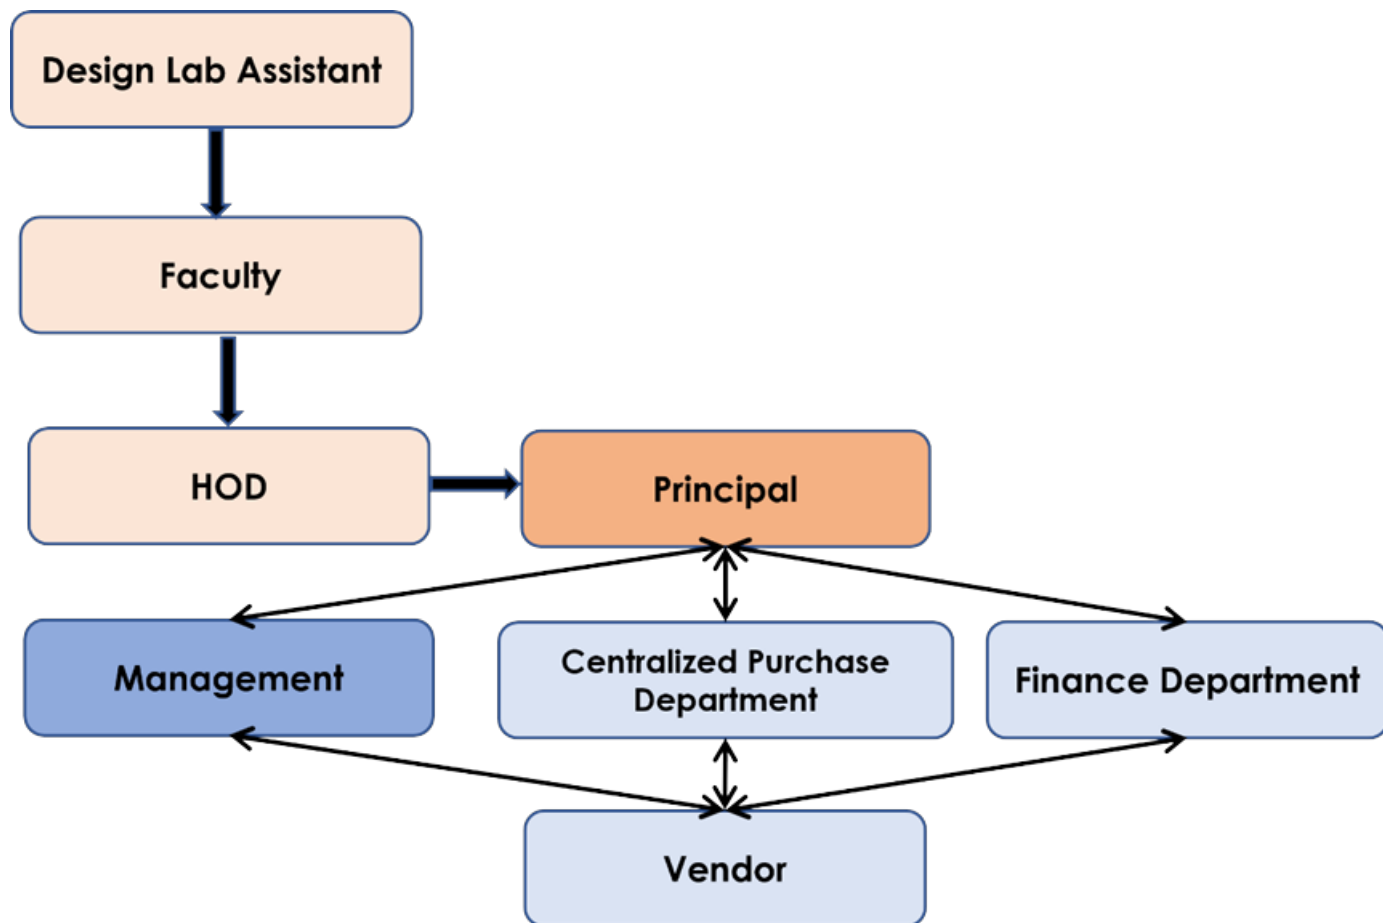 Design Lab Assistant
Faculty
HOD
Principal
Management
Centralized Purchase
Department
Finance Department
Vendor